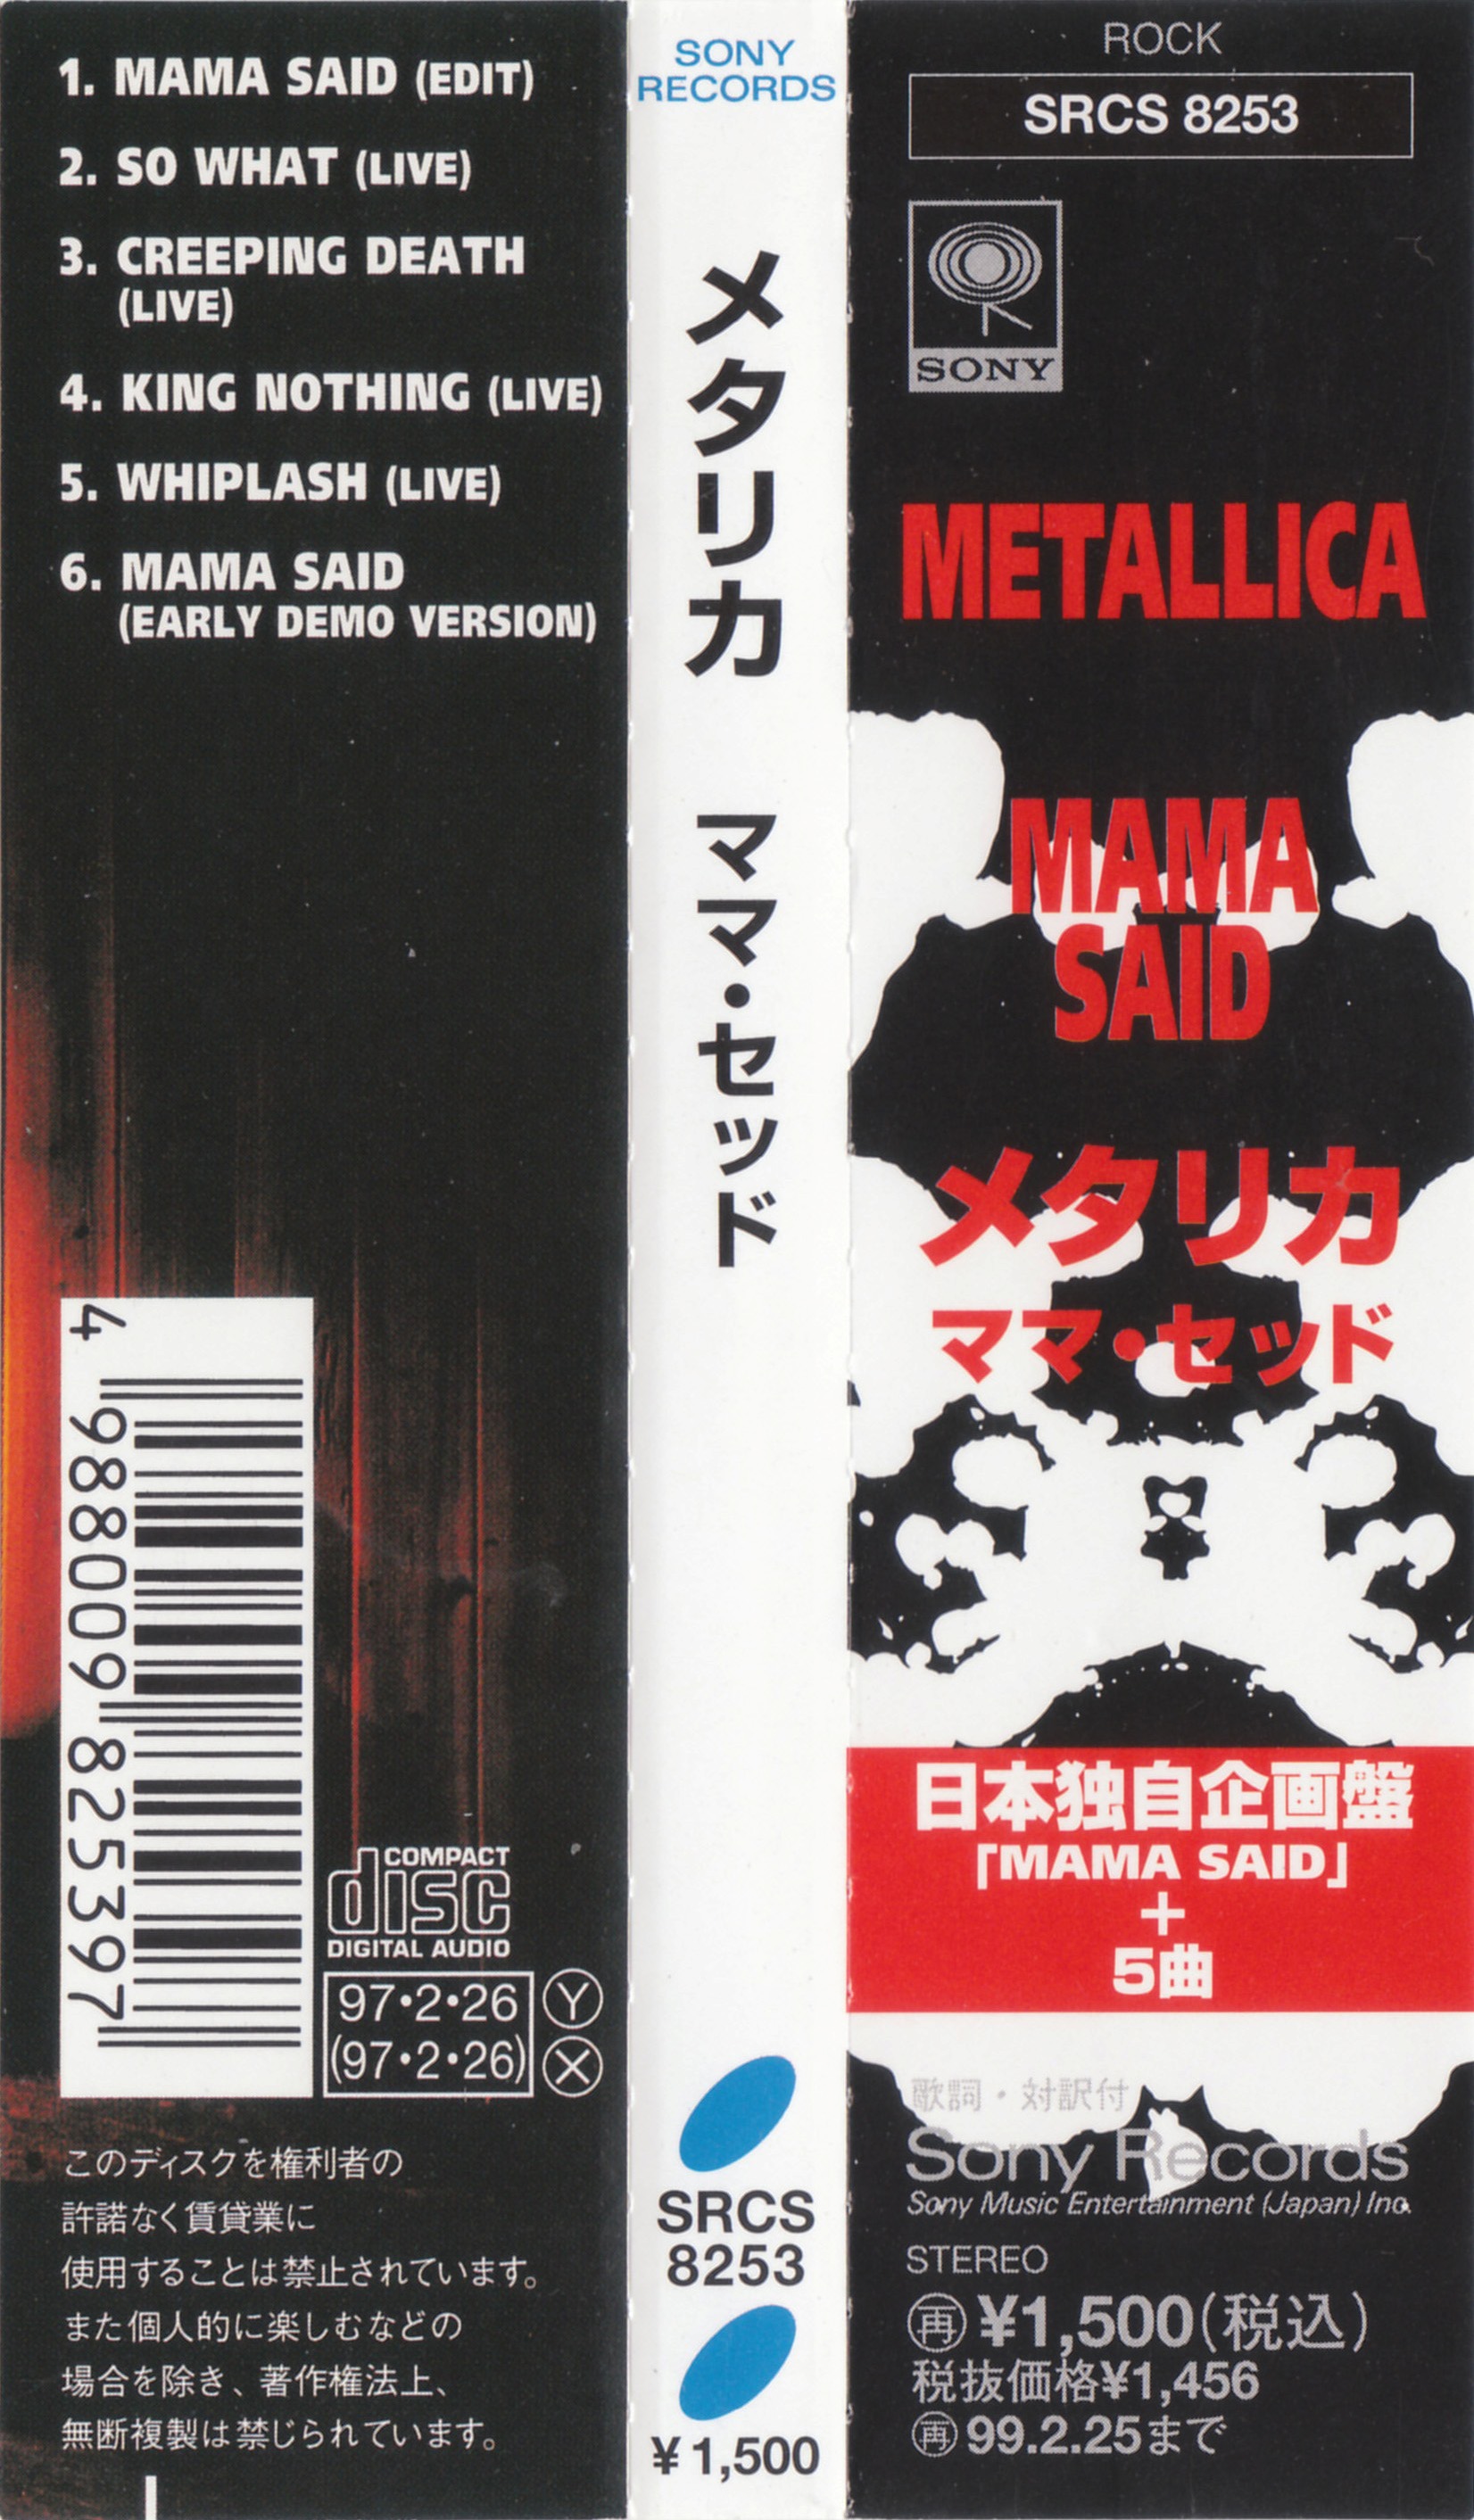 1. MAMA SAID (EDIT)
2. SO WHAT (LIVE)
3. CREEPING DEATH
(LIVE)
4. KING NOTHING (LIVE)
5. WHIPLASH (LIVE)
6. MAMA SAID
(EARLY DEMO VERSION)
4 988009 825397
COMPACT
disc
DIGITAL AUDIO
97•2•26 Ⓨ
(97•2•26) Ⓧ
このディスクを権利者の
許諾なく賃貸業に
使用することは禁止されています。
また個人的に楽しむなどの
場合を除き、著作権法上、
無断複製は禁じられています。
SONY
RECORDS
メタリカ ママ・セッド
SRCS
8253
¥1,500
ROCK
SRCS 8253
SONY
METALLICA
MAMA
SAID
メタリカ
ママ・セッド
日本独自企画盤
「MAMA SAID」
+
5曲
歌詞・対訳付
Sony Records
Sony Music Entertainment (Japan) Inc.
STEREO
㊢¥1,500(税込)
税抜価格¥1,456
再99.2.25まで